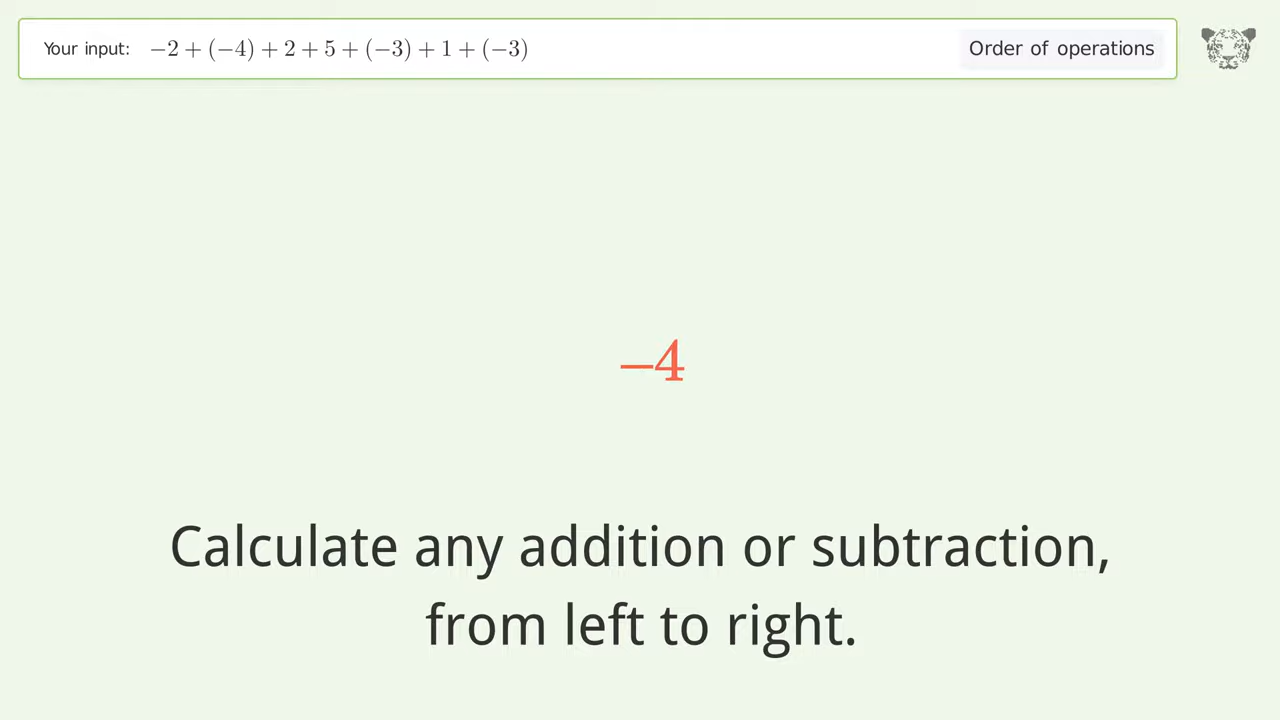 Your input: −2 + (−4) + 2 + 5 + (−3) + 1 + (−3) Order of operations
−4
Calculate any addition or subtraction,
from left to right.